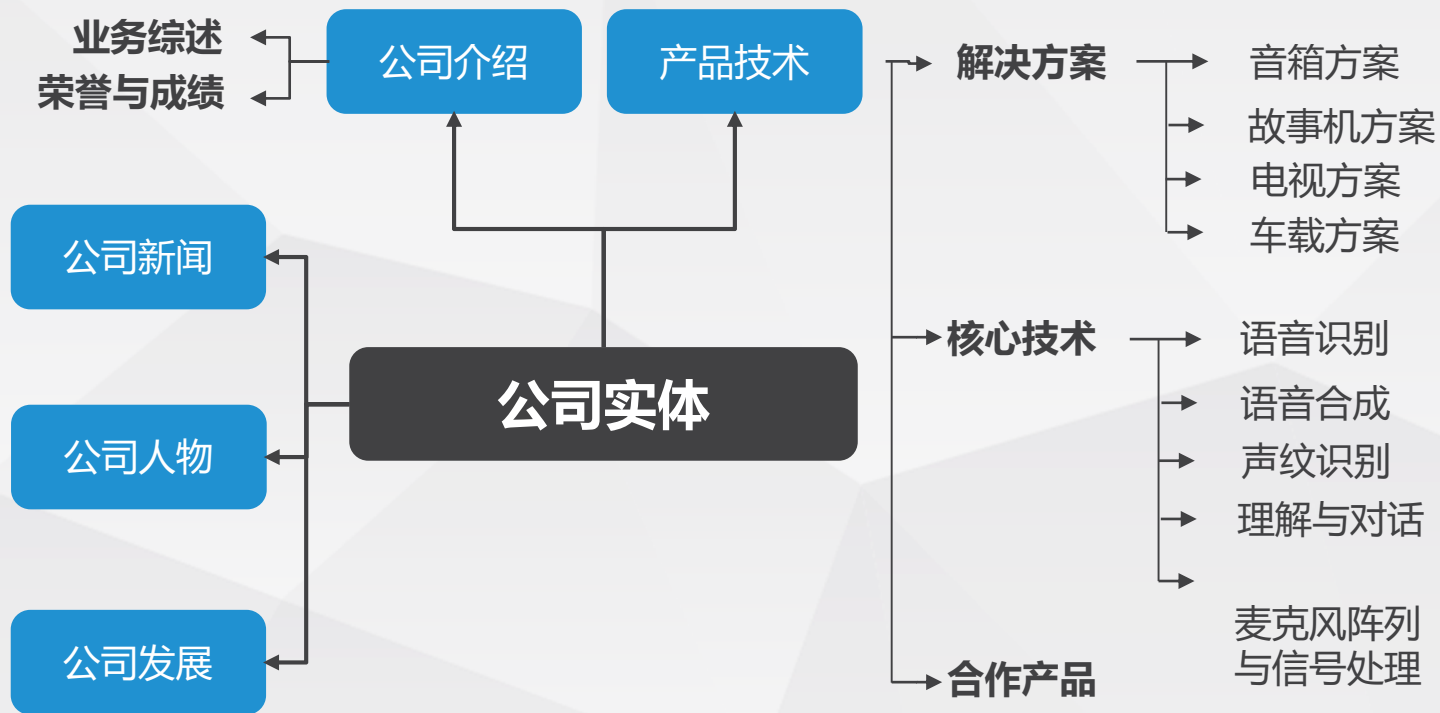 业务综述
荣誉与成绩
公司介绍
产品技术
解决方案
音箱方案
故事机方案
电视方案
车载方案
公司新闻
公司人物
公司发展
公司实体
核心技术
语音识别
语音合成
声纹识别
理解与对话
麦克风阵列
与信号处理
合作产品